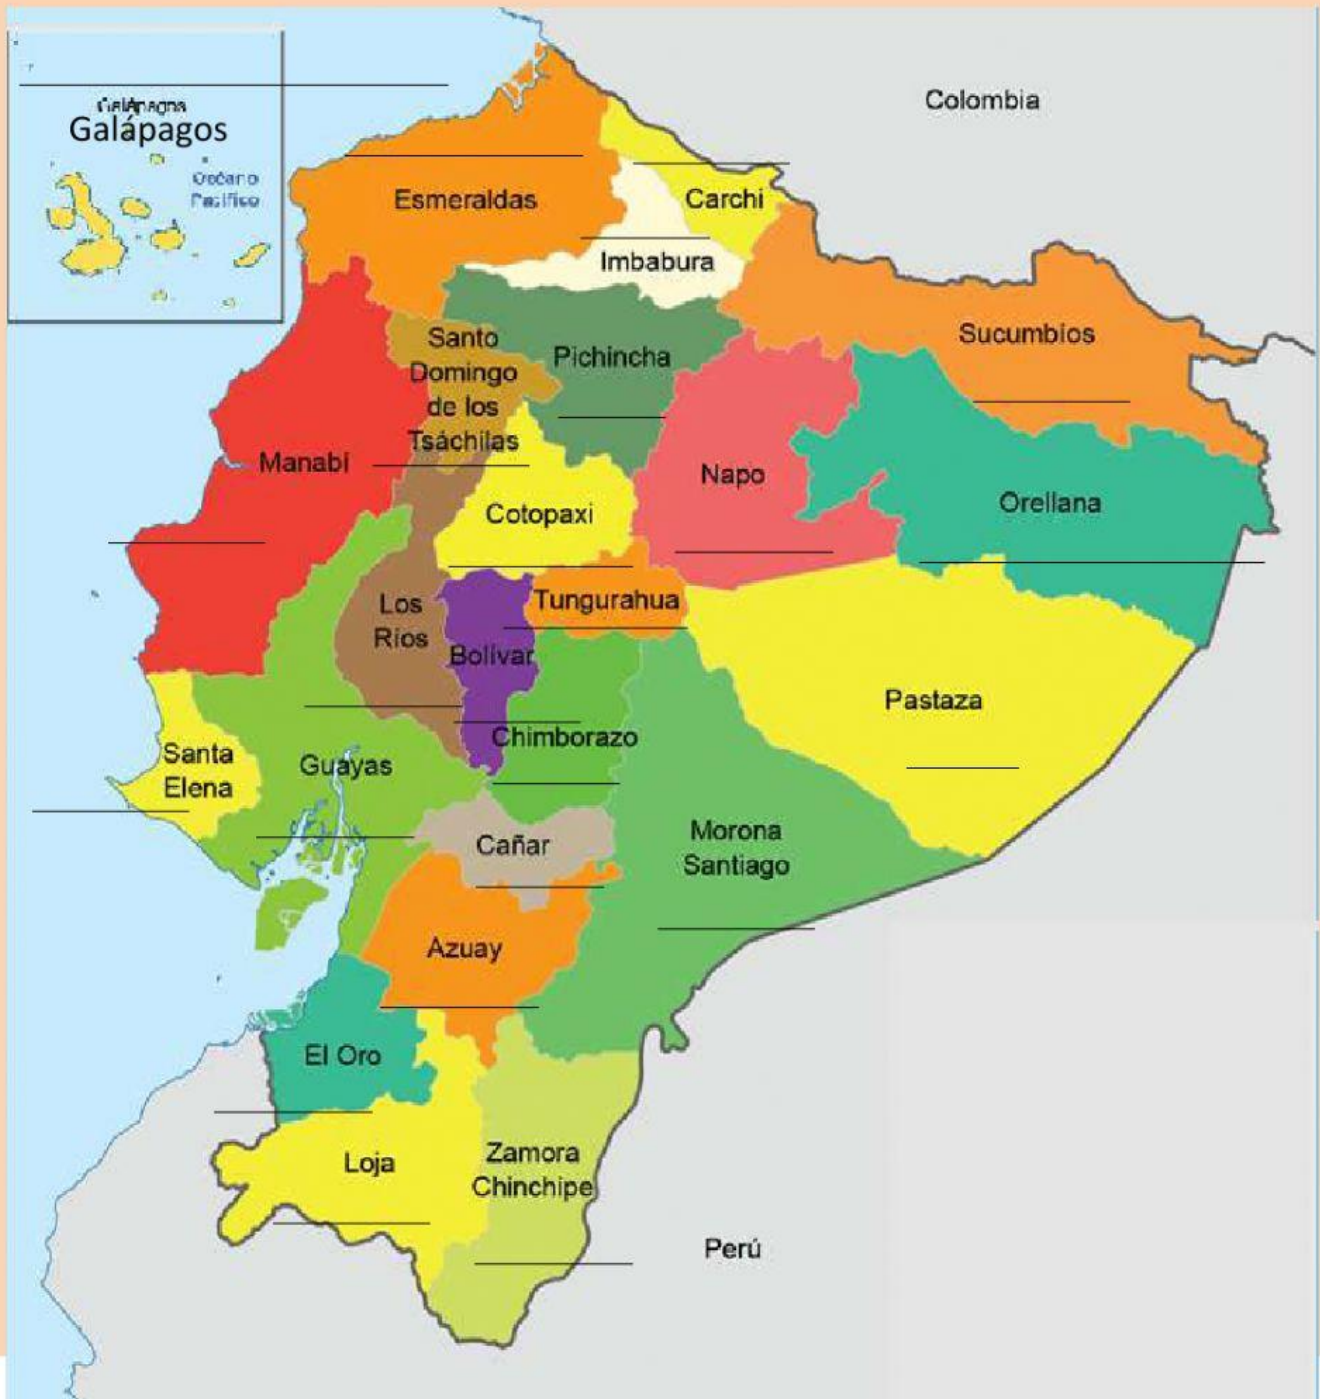 Galápagos
Galápagos
Océano
Pacífico
Colombia
Esmeraldas
Carchi
Imbabura
Sucumbios
Santo
Domingo
de los
Tsáchilas
Pichincha
Manabí
Napo
Cotopaxi
Orellana
Los
Ríos
Tungurahua
Bolívar
Pastaza
Santa
Elena
Guayas
Chimborazo
Cañar
Morona
Santiago
Azuay
El Oro
Loja
Zamora
Chinchipe
Perú